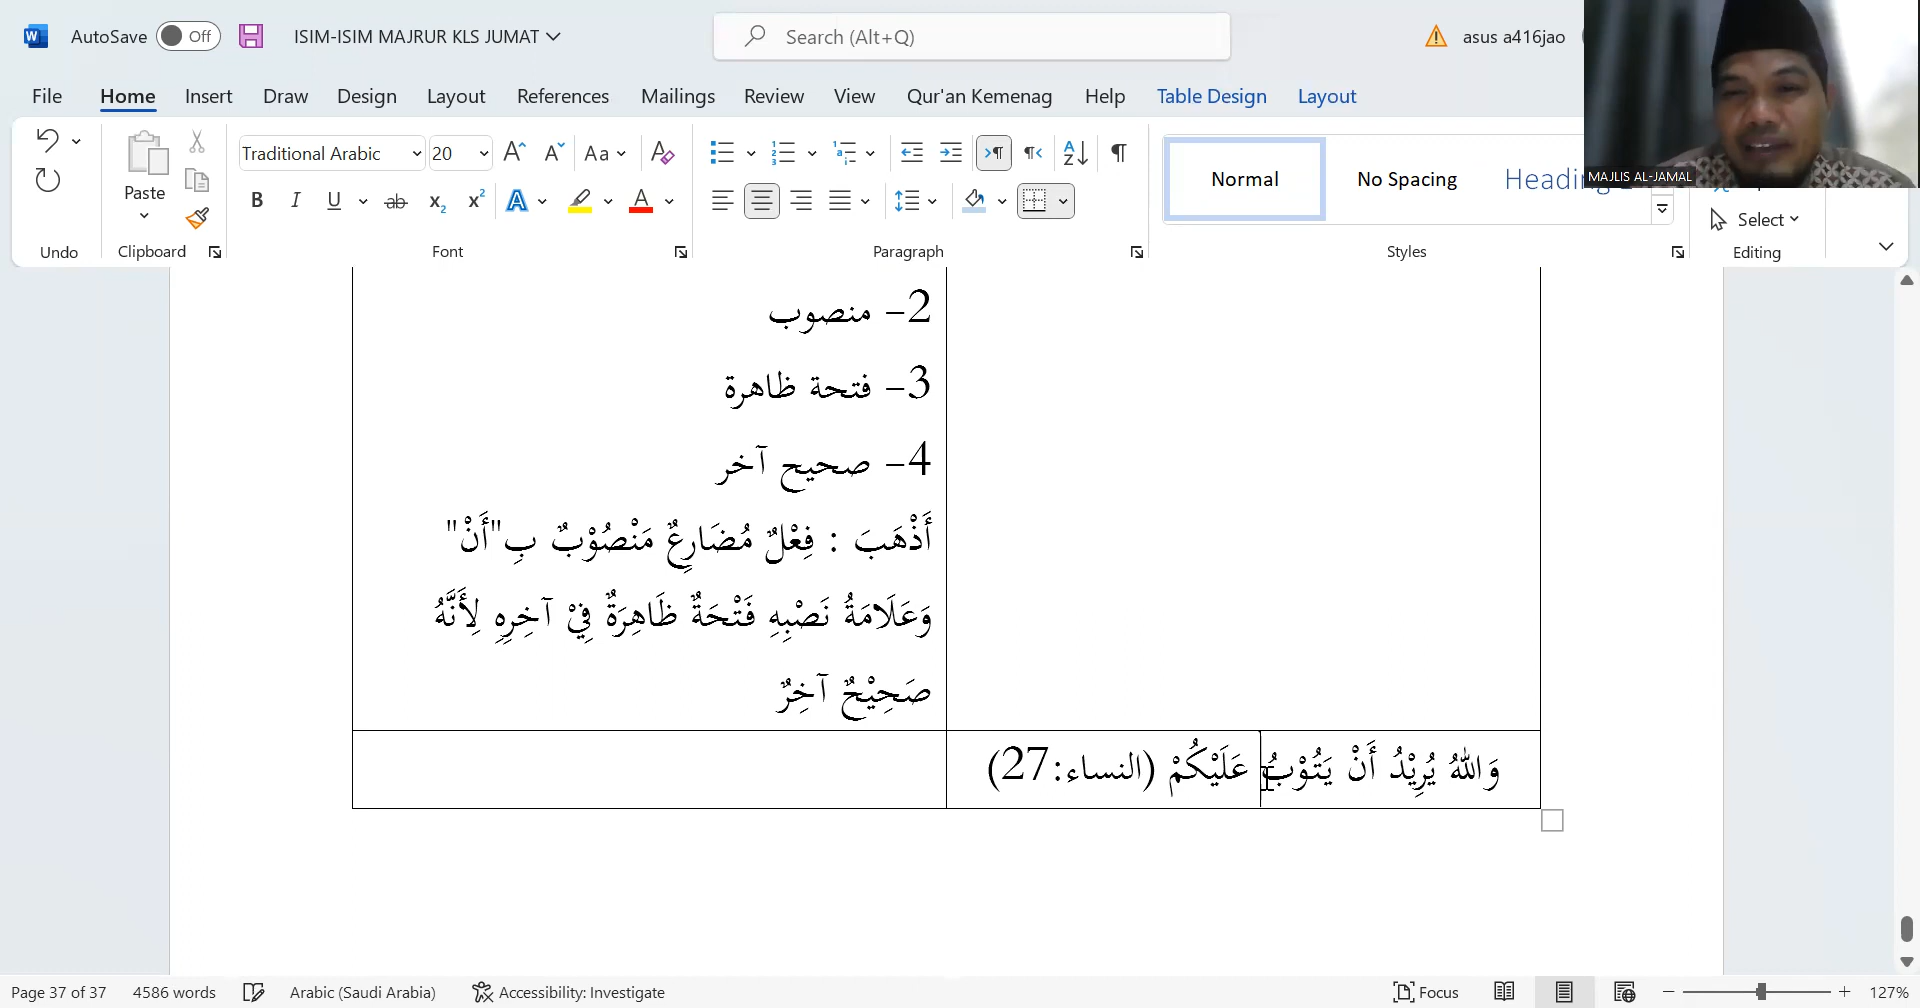 AutoSave Off ISIM-ISIM MAJRUR KLS JUMAT Search (Alt+Q) asus a416jao
File Home Insert Draw Design Layout References Mailings Review View Qur'an Kemenag Help Table Design Layout
MAJLIS AL-JAMAL
Paste
Traditional Arabic 20
Normal No Spacing Heading
Select
Undo Clipboard Font Paragraph Styles Editing
2- منصوب
3- فتحة ظاهرة
4- صحيح آخر
أَذْهَبَ : فِعْلٌ مُضَارِعٌ مَنْصُوْبٌ بِ"أَنْ"
وَعَلَامَةُ نَصْبِهِ فَتْحَةٌ ظَاهِرَةٌ فِيْ آخِرِهِ لِأَنَّهُ
صَحِيْحٌ آخِرٌ
وَاللهُ يُرِيْدُ أَنْ يَتُوْبُ عَلَيْكُمْ (النساء:27)
Page 37 of 37 4586 words Arabic (Saudi Arabia) Accessibility: Investigate Focus 127%